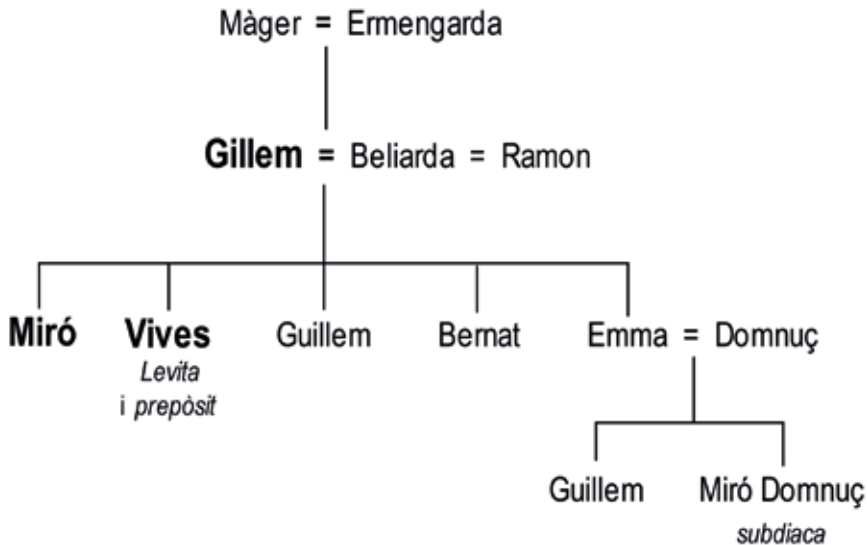 Màger = Ermengarda
Gillem = Beliarda = Ramon
Miró Vives Guillem Bernat Emma = Domnuç
Levita
i prepòsit
Guillem Miró Domnuç
subdiaca